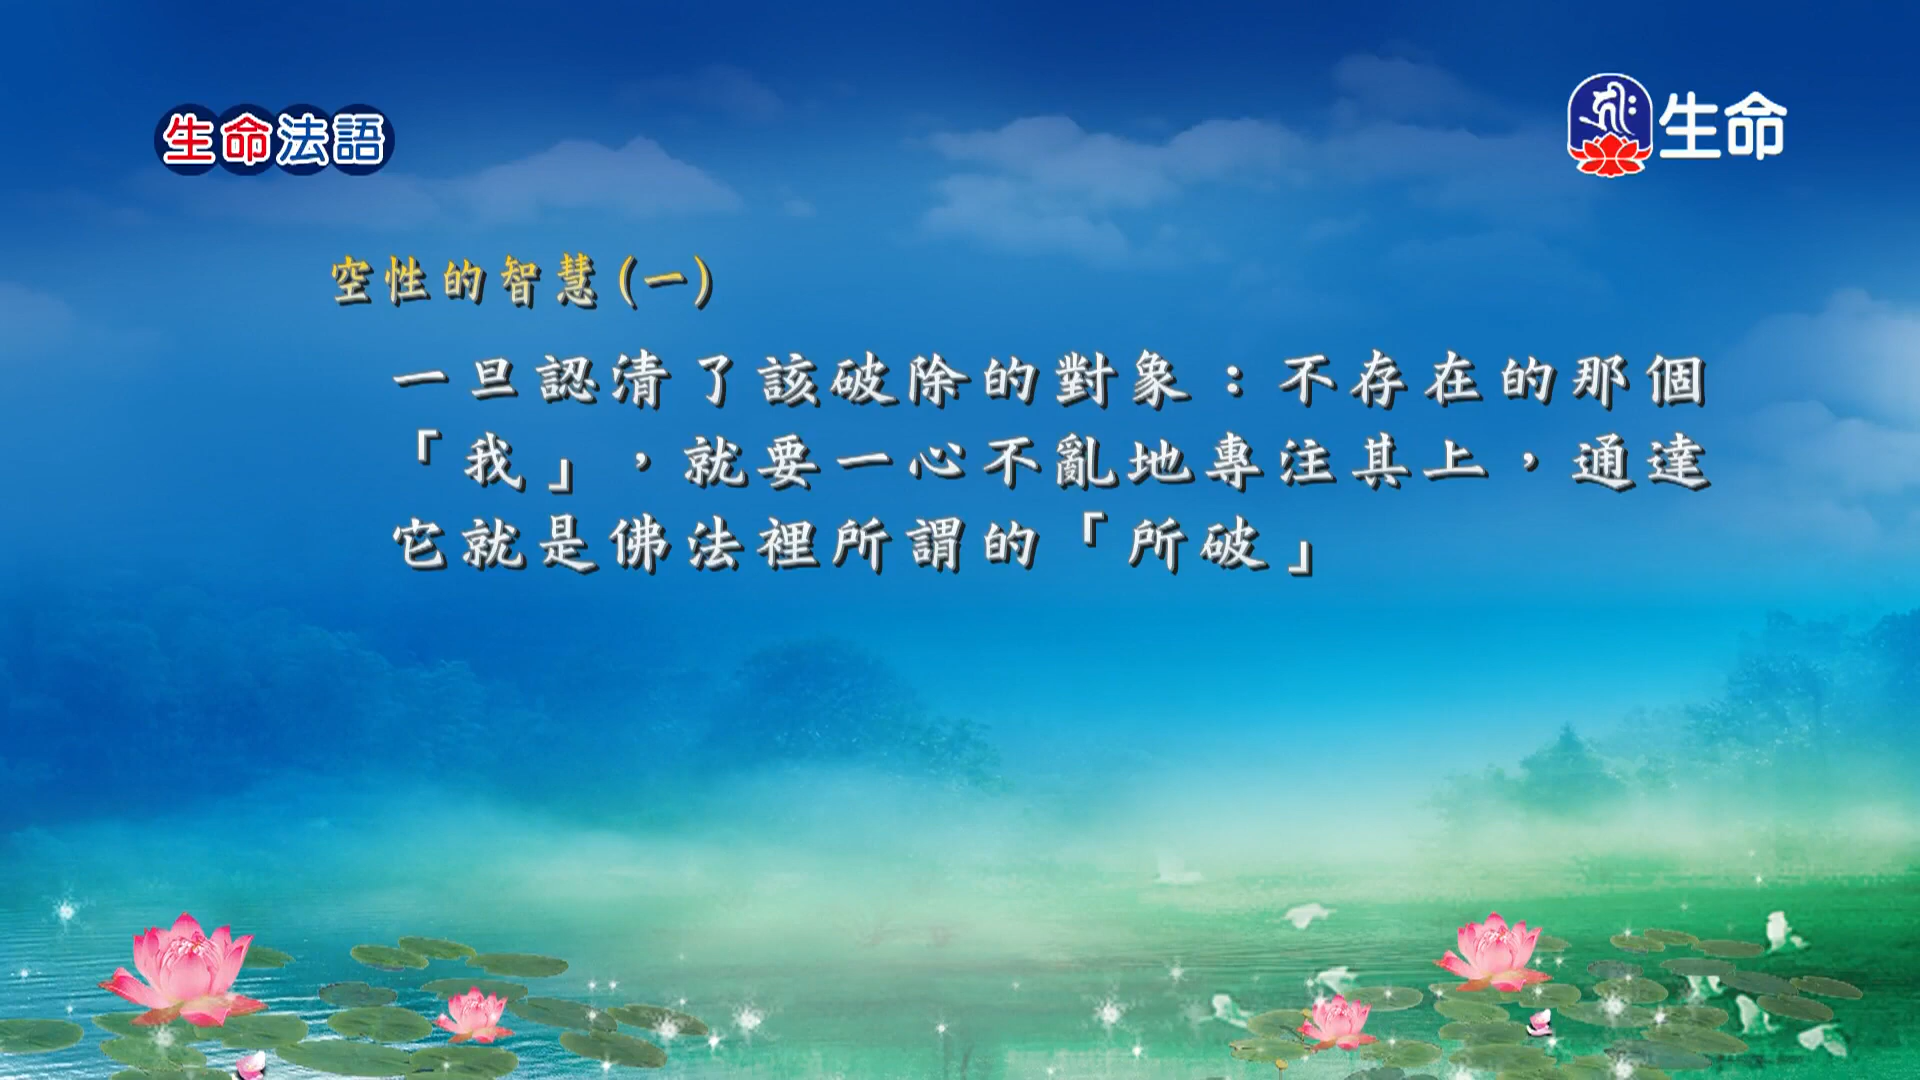 生命法語
生命
空性的智慧(一)
一旦認清了該破除的對象：不存在的那個
「我」，就要一心不亂地專注其上，通達
它就是佛法裡所謂的「所破」